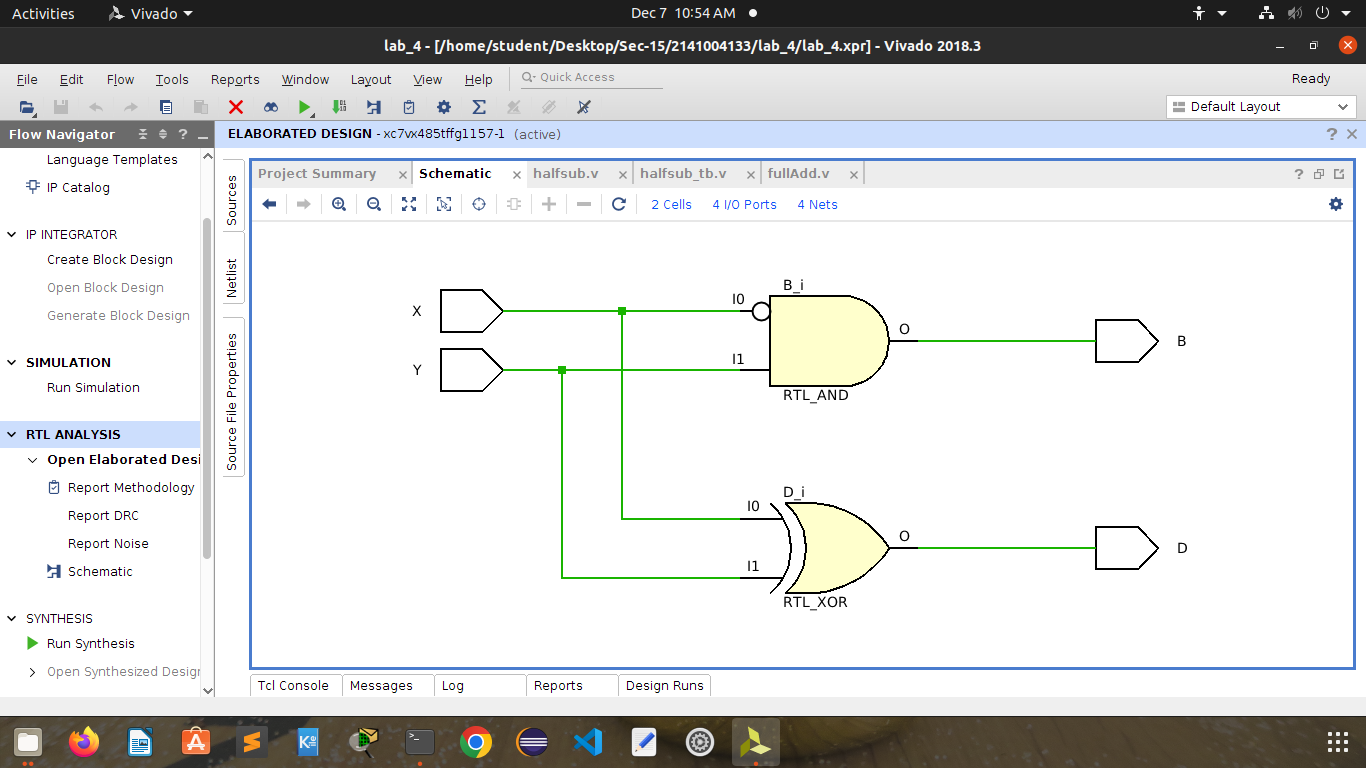 Activities Vivado Dec 7 10:54 AM
lab_4 - [/home/student/Desktop/Sec-15/2141004133/lab_4/lab_4.xpr] - Vivado 2018.3
File Edit Flow Tools Reports Window Layout View Help Quick Access Ready
Default Layout
Flow Navigator
ELABORATED DESIGN - xc7vx485tffg1157-1 (active)
Language Templates
IP Catalog
IP INTEGRATOR
Create Block Design
Open Block Design
Generate Block Design
SIMULATION
Run Simulation
RTL ANALYSIS
Open Elaborated Desi
Report Methodology
Report DRC
Report Noise
Schematic
SYNTHESIS
Run Synthesis
Open Synthesized Design
Sources
Netlist
Source File Properties
Project Summary Schematic halfsub.v halfsub_tb.v fullAdd.v
2 Cells 4 I/O Ports 4 Nets
B_i
X I0
O B
Y I1
RTL_AND
D_i
I0
O D
I1
RTL_XOR
Tcl Console Messages Log Reports Design Runs